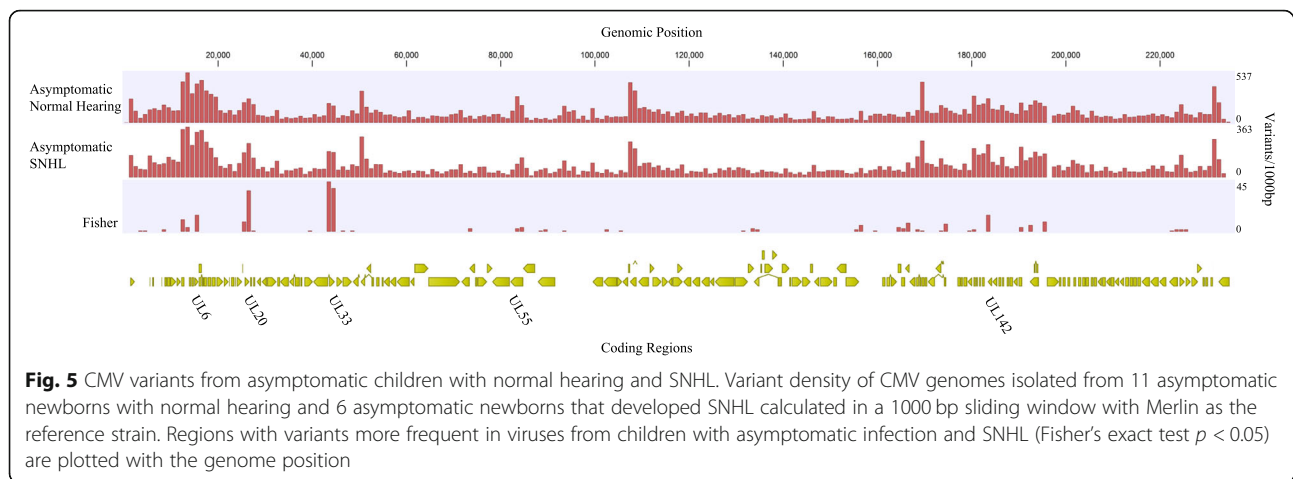 Genomic Position
20,000 40,000 60,000 80,000 100,000 120,000 140,000 160,000 180,000 200,000 220,000
Asymptomatic
Normal Hearing
537
0
Asymptomatic
SNHL
363
0
Fisher
45
0
Variants/1000bp
UL6 UL20 UL33 UL55 UL142
Coding Regions
Fig. 5 CMV variants from asymptomatic children with normal hearing and SNHL. Variant density of CMV genomes isolated from 11 asymptomatic
newborns with normal hearing and 6 asymptomatic newborns that developed SNHL calculated in a 1000 bp sliding window with Merlin as the
reference strain. Regions with variants more frequent in viruses from children with asymptomatic infection and SNHL (Fisher's exact test p < 0.05)
are plotted with the genome position